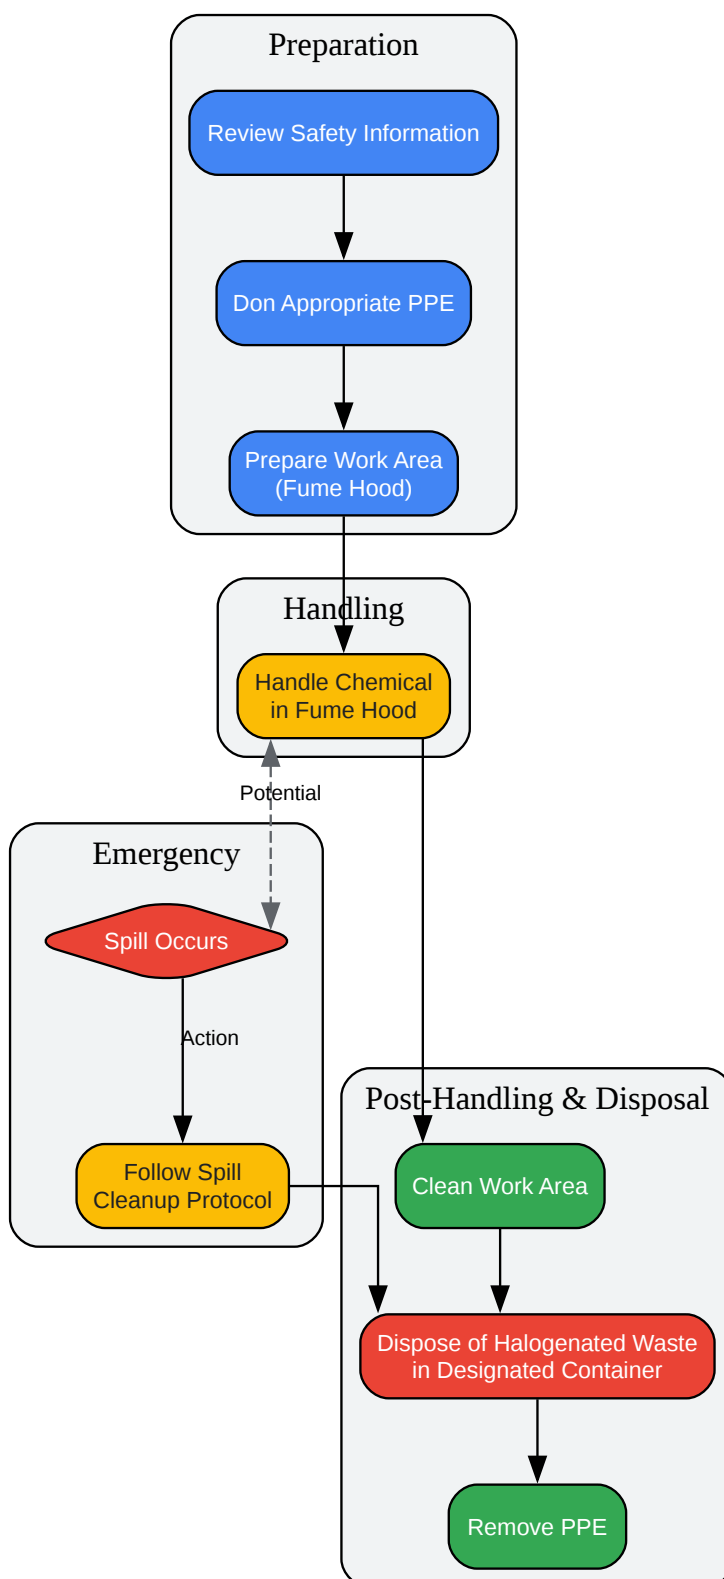 Preparation
Review Safety Information
Don Appropriate PPE
Prepare Work Area
(Fume Hood)
Handling
Handle Chemical
in Fume Hood
Potential
Emergency
Spill Occurs
Action
Follow Spill
Cleanup Protocol
Post-Handling & Disposal
Clean Work Area
Dispose of Halogenated Waste
in Designated Container
Remove PPE